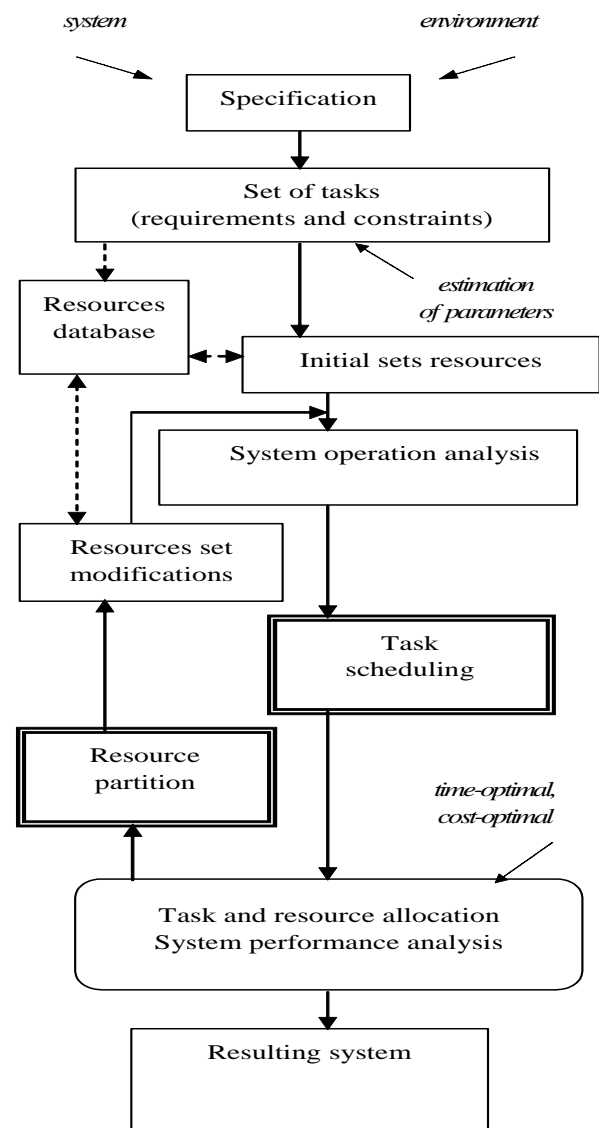 system
environment
Specification
Set of tasks
(requirements and constraints)
estimation
of parameters
Resources
database
Initial sets resources
System operation analysis
Resources set
modifications
Task
scheduling
Resource
partition
time-optimal,
cost-optimal
Task and resource allocation
System performance analysis
Resulting system